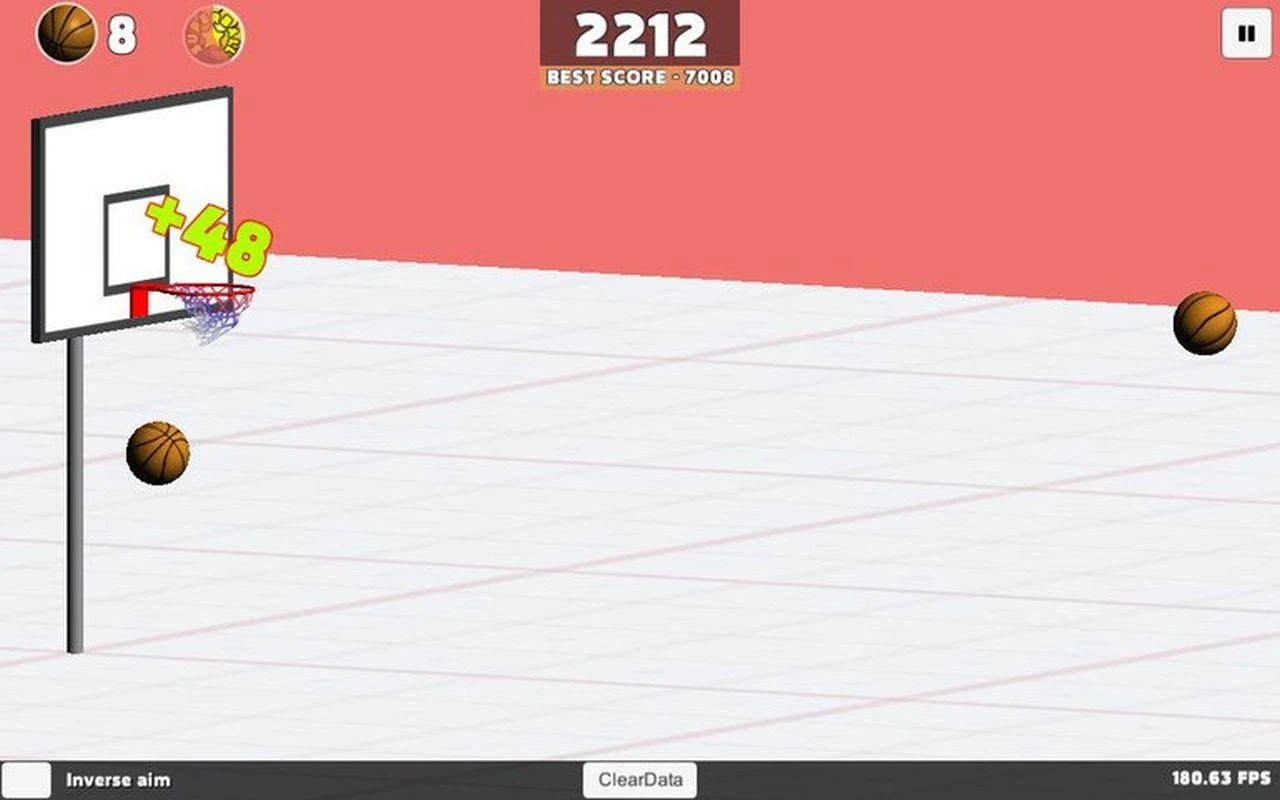 8
2212
BEST SCORE - 7008
+48
Inverse aim
ClearData
180.63 FPS